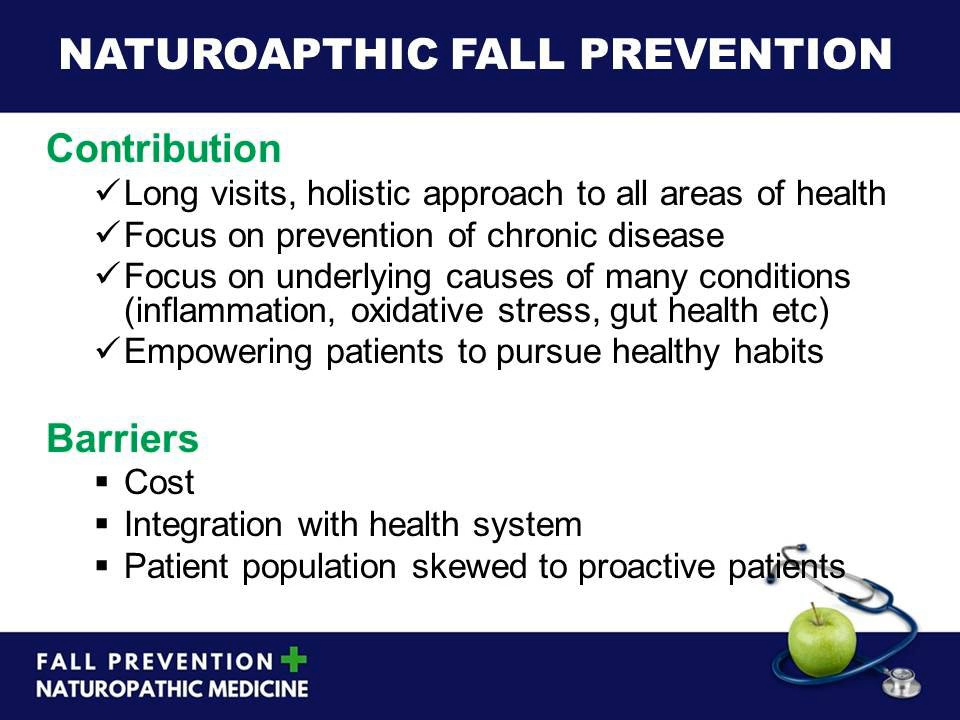 NATUROAPTHIC FALL PREVENTION
Contribution
✓Long visits, holistic approach to all areas of health
✓Focus on prevention of chronic disease
✓Focus on underlying causes of many conditions
(inflammation, oxidative stress, gut health etc)
✓Empowering patients to pursue healthy habits
Barriers
▪ Cost
▪ Integration with health system
▪ Patient population skewed to proactive patients
FALL PREVENTION
NATUROPATHIC MEDICINE